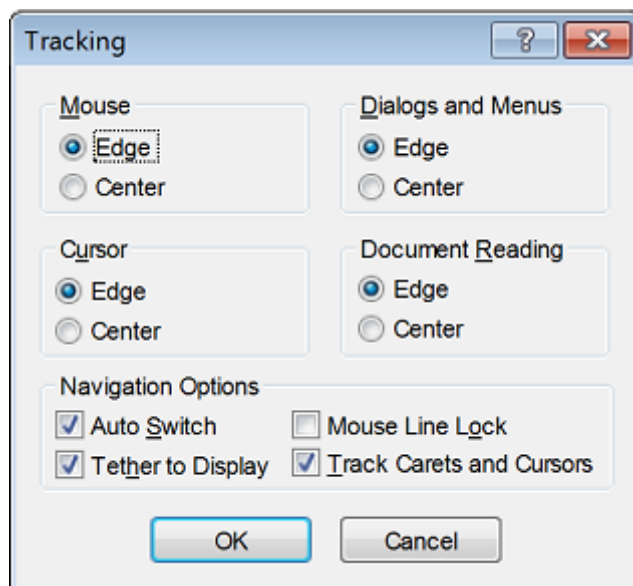 Tracking
Mouse
Edge
Center
Dialogs and Menus
Edge
Center
Cursor
Edge
Center
Document Reading
Edge
Center
Navigation Options
Auto Switch
Mouse Line Lock
Tether to Display
Track Carets and Cursors
OK
Cancel